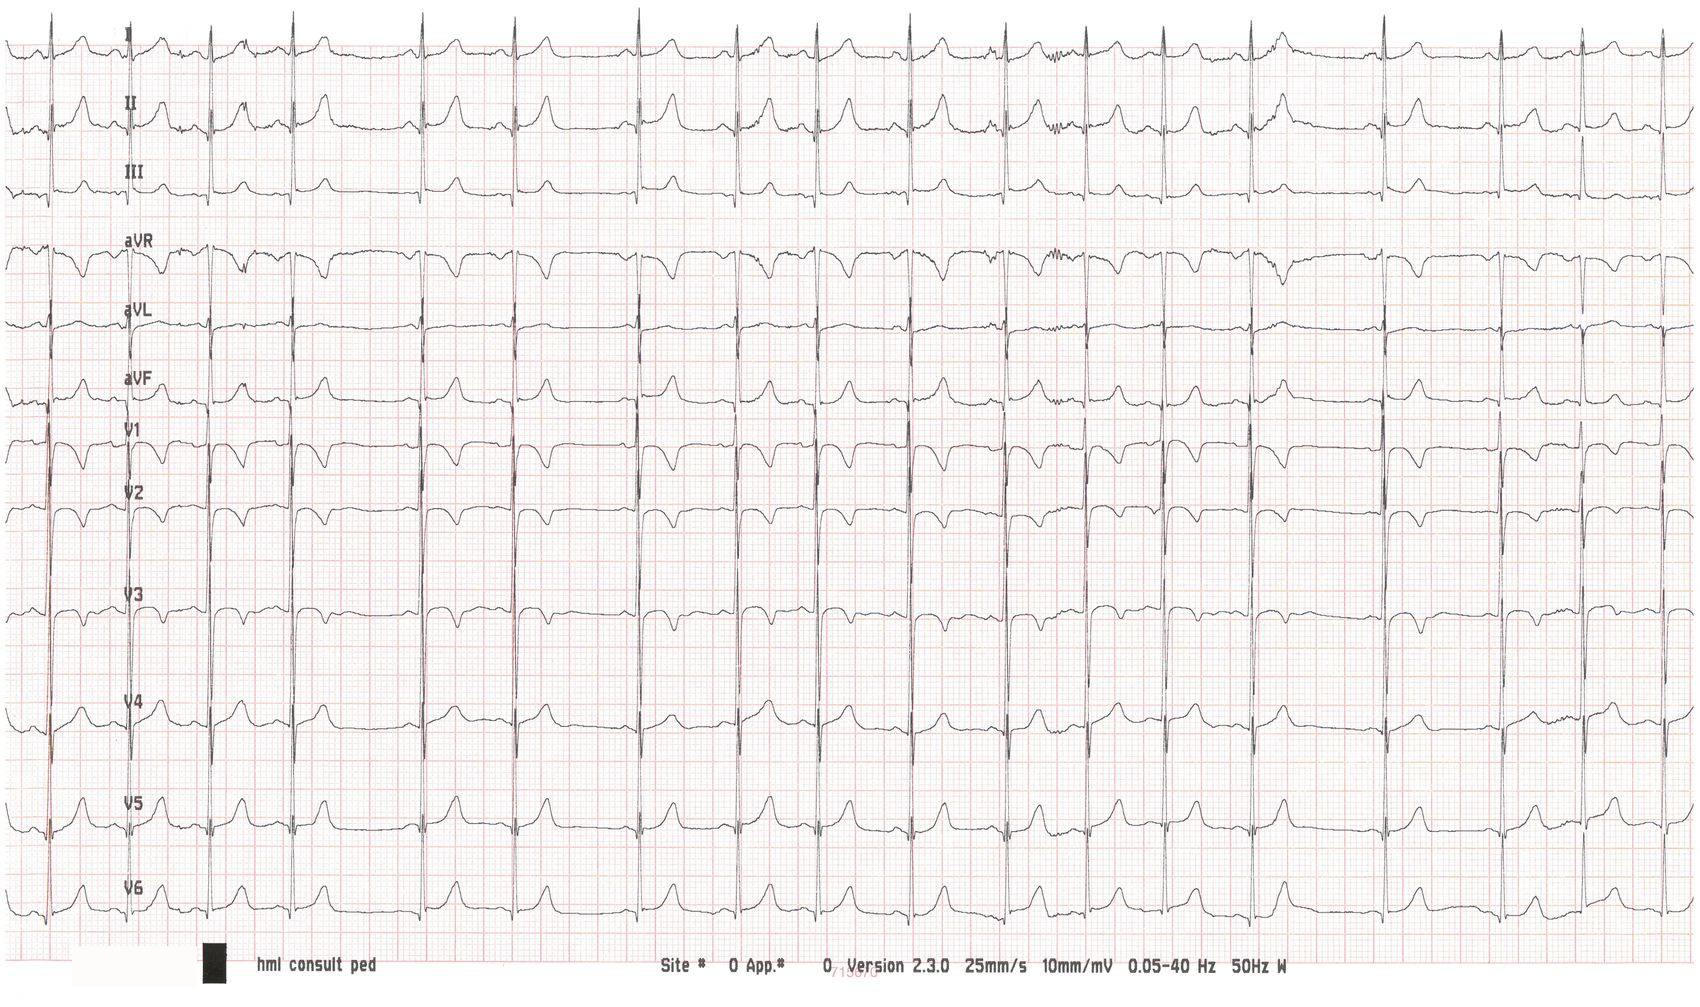 I
II
III
aVR
aVL
aVF
V1
V2
V3
V4
V5
V6
hml consult ped Site # 0 App.# 0 Version 2.3.0 25mm/s 10mm/mV 0.05-40 Hz 50Hz W